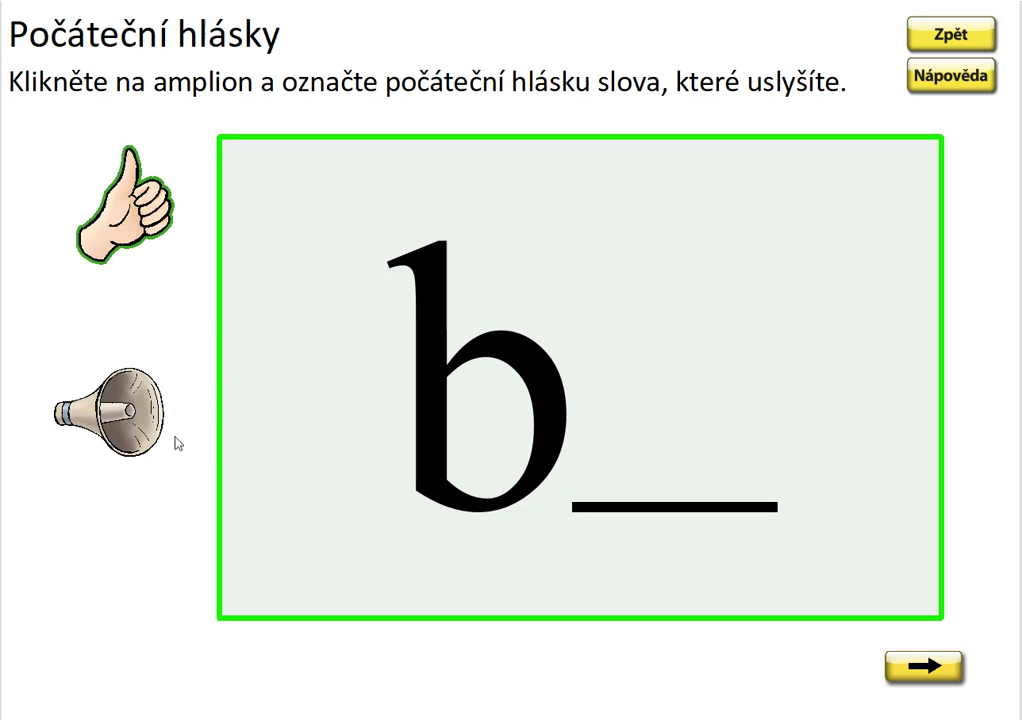 Počáteční hlásky
Zpět
Klikněte na amplion a označte počáteční hlásku slova, které uslyšíte.
Nápověda
b_